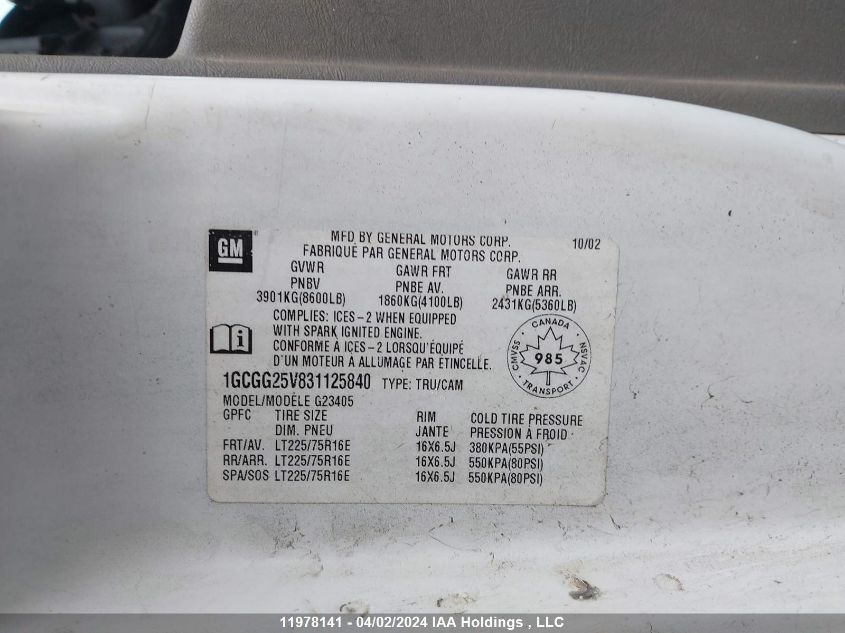 GM
MFD BY GENERAL MOTORS CORP. 10/02
FABRIQUÉ PAR GENERAL MOTORS CORP.
GVWR GAWR FRT GAWR RR
PNBV PNBE AV. PNBE ARR.
3901KG(8600LB) 1860KG(4100LB) 2431KG(5360LB)
COMPLIES: ICES-2 WHEN EQUIPPED
WITH SPARK IGNITED ENGINE.
CONFORME À ICES-2 LORSQU'ÉQUIPÉ
D'UN MOTEUR À ALLUMAGE PAR ÉTINCELLE.
CANADA
CMVSS 985 NSVAC
TRANSPORT
1GCGG25V831125840 TYPE: TRU/CAM
MODEL/MODÈLE G23405
GPFC TIRE SIZE RIM COLD TIRE PRESSURE
DIM. PNEU JANTE PRESSION À FROID
FRT/AV. LT225/75R16E 16X6.5J 380KPA(55PSI)
RR/ARR. LT225/75R16E 16X6.5J 550KPA(80PSI)
SPA/SOS LT225/75R16E 16X6.5J 550KPA(80PSI)
11978141 - 04/02/2024 IAA Holdings , LLC